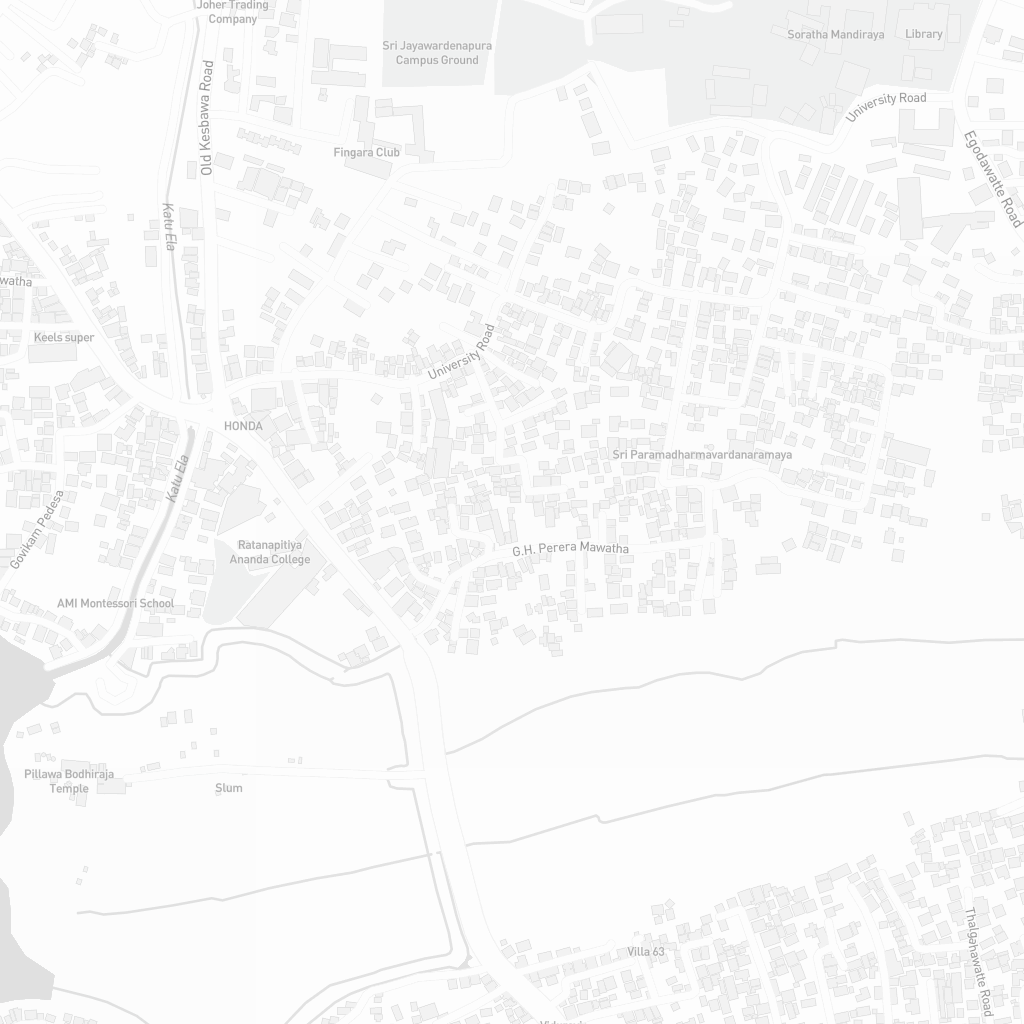 Joher Trading
Company
Sri Jayawardenapura
Campus Ground
Soratha Mandiraya
Library
Old Kesbawa Road
University Road
Fingara Club
Egodawatte Road
Katu Ela
watha
Keels super
University Road
HONDA
Sri Paramadharmavardanaramaya
Katu Ela
Govikam Pedesa
Ratanapitiya
Ananda College
G.H. Perera Mawatha
AMI Montessori School
Pillawa Bodhiraja
Temple
Slum
Thalgahawatte Road
Villa 63